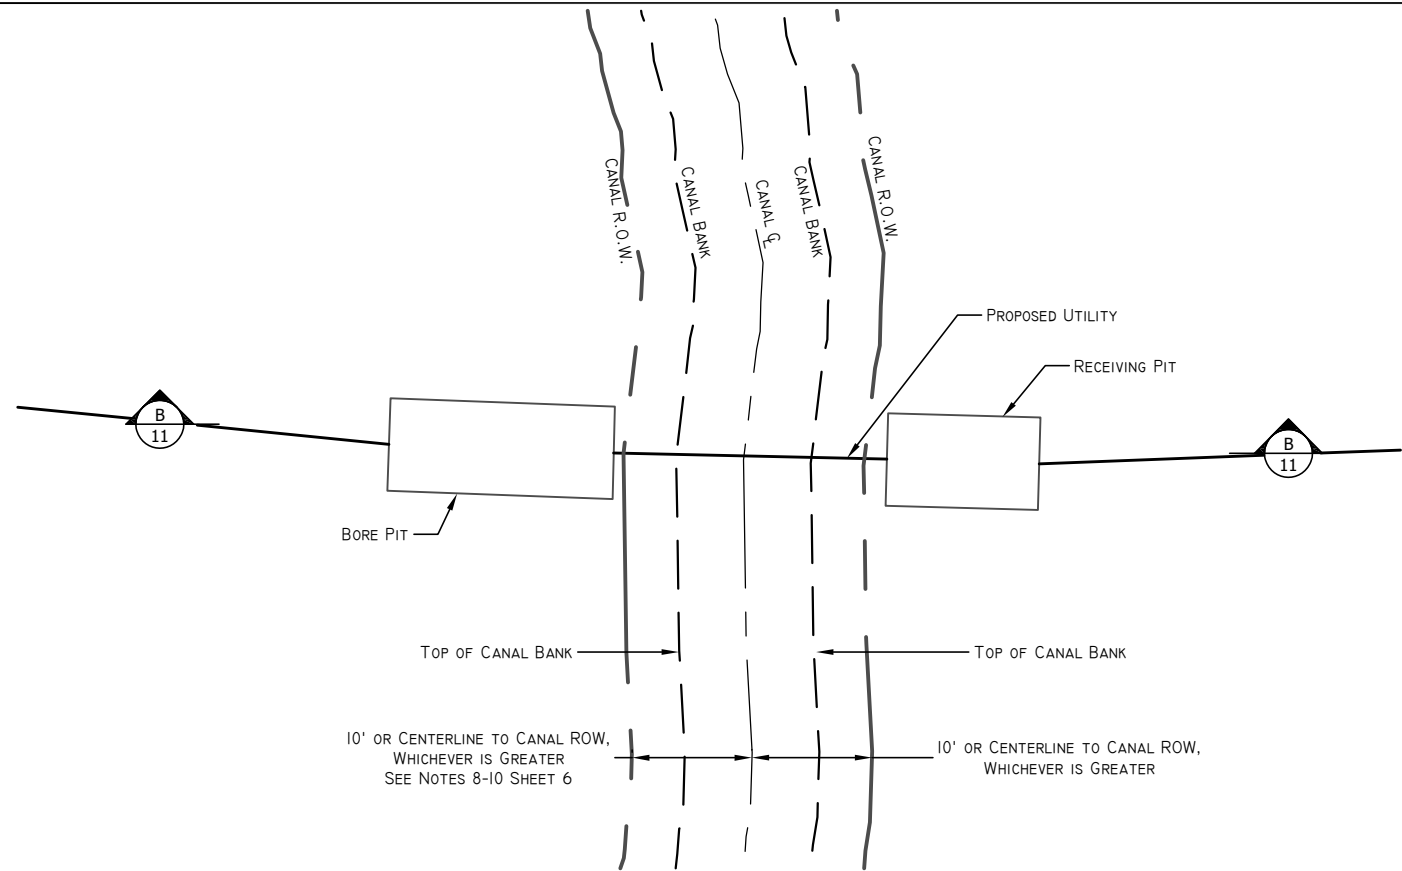 CANAL R.O.W.
CANAL BANK
CANAL ℄
CANAL BANK
CANAL R.O.W.
PROPOSED UTILITY
RECEIVING PIT
B
11
B
11
BORE PIT
TOP OF CANAL BANK
TOP OF CANAL BANK
10' OR CENTERLINE TO CANAL ROW,
WHICHEVER IS GREATER
SEE NOTES 8-10 SHEET 6
10' OR CENTERLINE TO CANAL ROW,
WHICHEVER IS GREATER